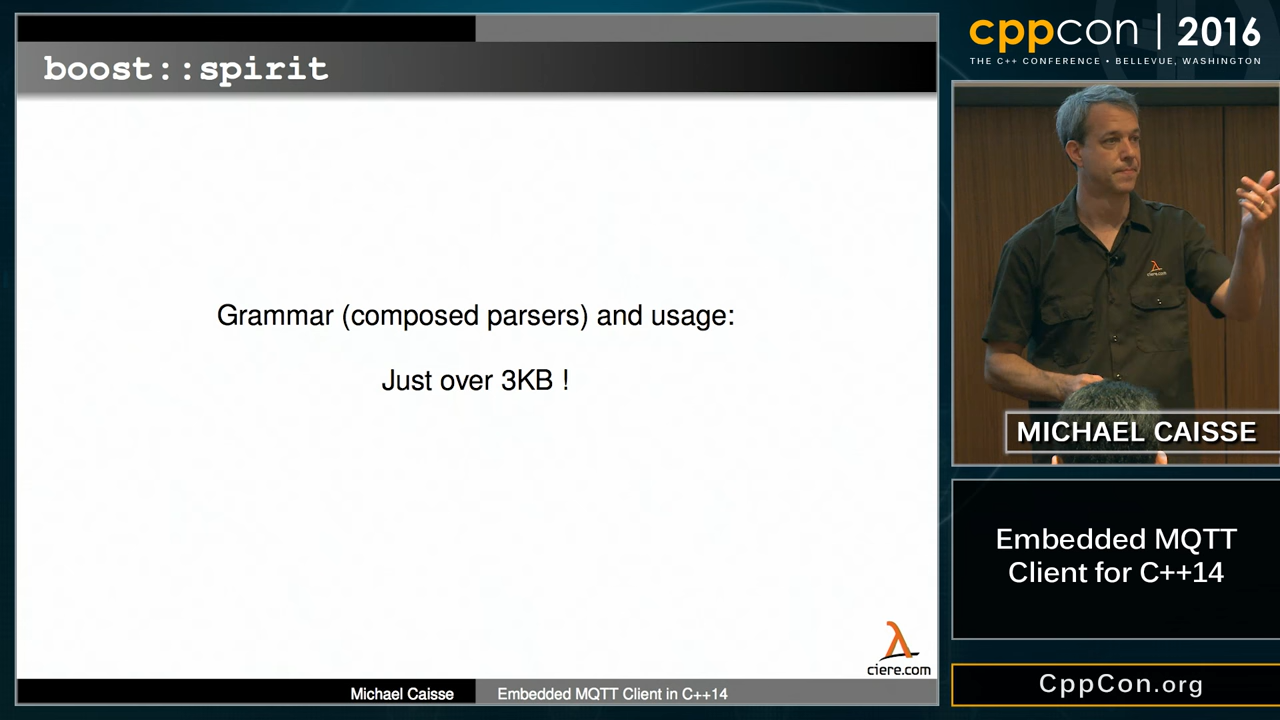 boost::spirit
Grammar (composed parsers) and usage:
Just over 3KB !
ciere.com
Michael Caisse
Embedded MQTT Client in C++14
cppcon | 2016
THE C++ CONFERENCE • BELLEVUE, WASHINGTON
MICHAEL CAISSE
Embedded MQTT
Client for C++14
CppCon.org